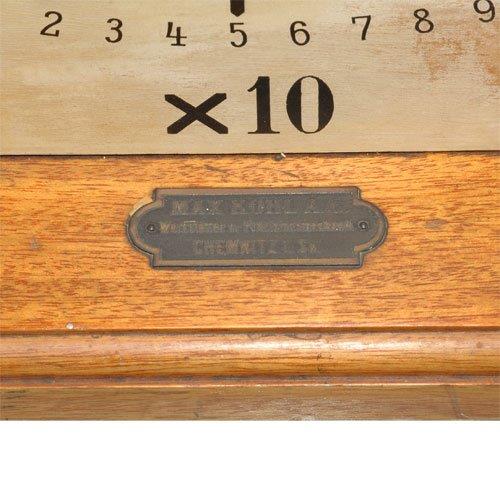 2 3 4 5 6 7 8 9
×10
MAX KOHL A.G.
CHEMNITZ i. Sa.